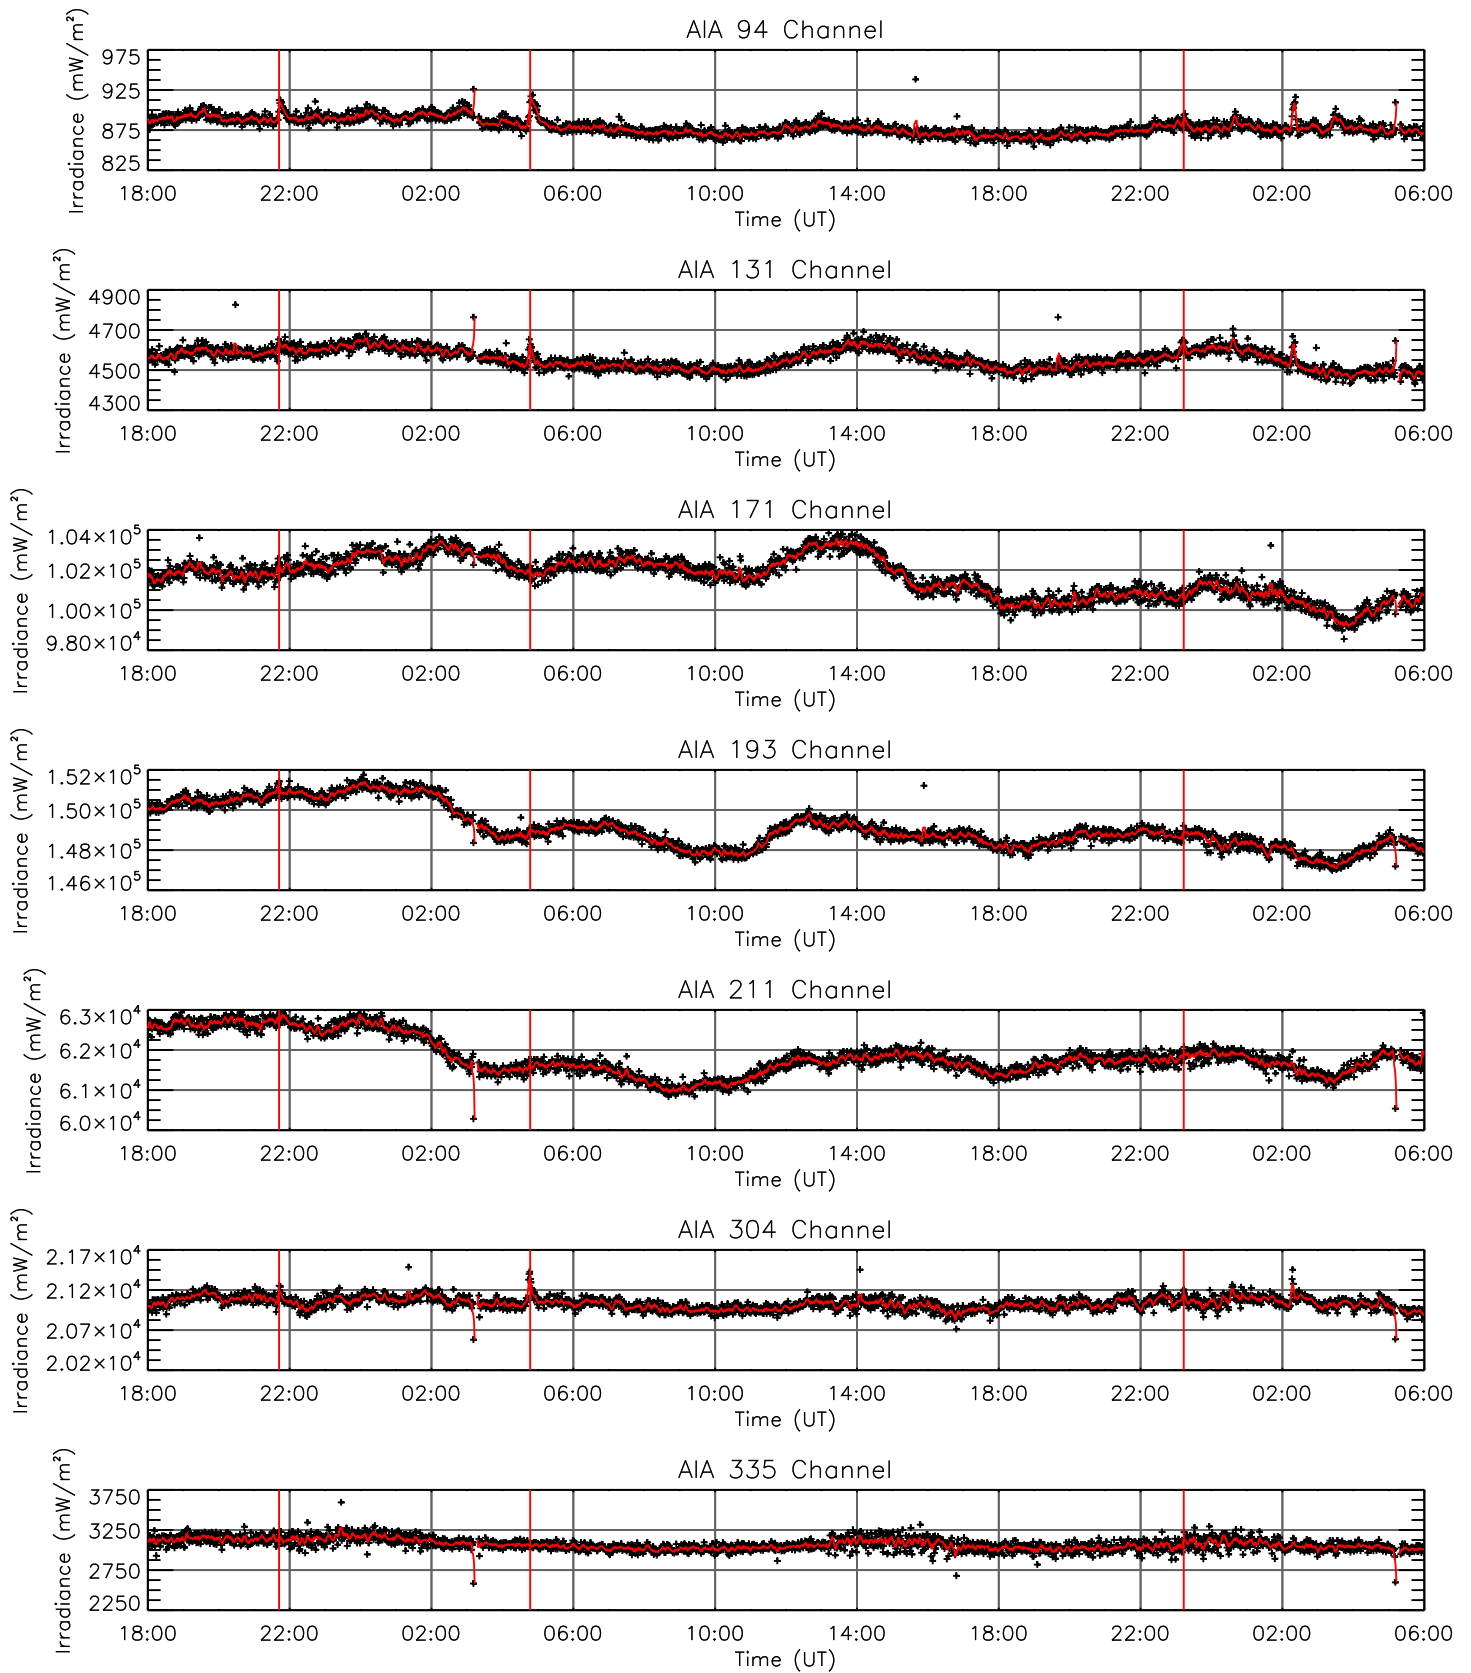 AIA 94 Channel
Irradiance (mW/m²)
975
925
875
825
18:00 22:00 02:00 06:00 10:00 14:00 18:00 22:00 02:00 06:00
Time (UT)
AIA 131 Channel
Irradiance (mW/m²)
4900
4700
4500
4300
18:00 22:00 02:00 06:00 10:00 14:00 18:00 22:00 02:00 06:00
Time (UT)
AIA 171 Channel
Irradiance (mW/m²)
1.04×10⁵
1.02×10⁵
1.00×10⁵
9.80×10⁴
18:00 22:00 02:00 06:00 10:00 14:00 18:00 22:00 02:00 06:00
Time (UT)
AIA 193 Channel
Irradiance (mW/m²)
1.52×10⁵
1.50×10⁵
1.48×10⁵
1.46×10⁵
18:00 22:00 02:00 06:00 10:00 14:00 18:00 22:00 02:00 06:00
Time (UT)
AIA 211 Channel
Irradiance (mW/m²)
6.3×10⁴
6.2×10⁴
6.1×10⁴
6.0×10⁴
18:00 22:00 02:00 06:00 10:00 14:00 18:00 22:00 02:00 06:00
Time (UT)
AIA 304 Channel
Irradiance (mW/m²)
2.17×10⁴
2.12×10⁴
2.07×10⁴
2.02×10⁴
18:00 22:00 02:00 06:00 10:00 14:00 18:00 22:00 02:00 06:00
Time (UT)
AIA 335 Channel
Irradiance (mW/m²)
3750
3250
2750
2250
18:00 22:00 02:00 06:00 10:00 14:00 18:00 22:00 02:00 06:00
Time (UT)